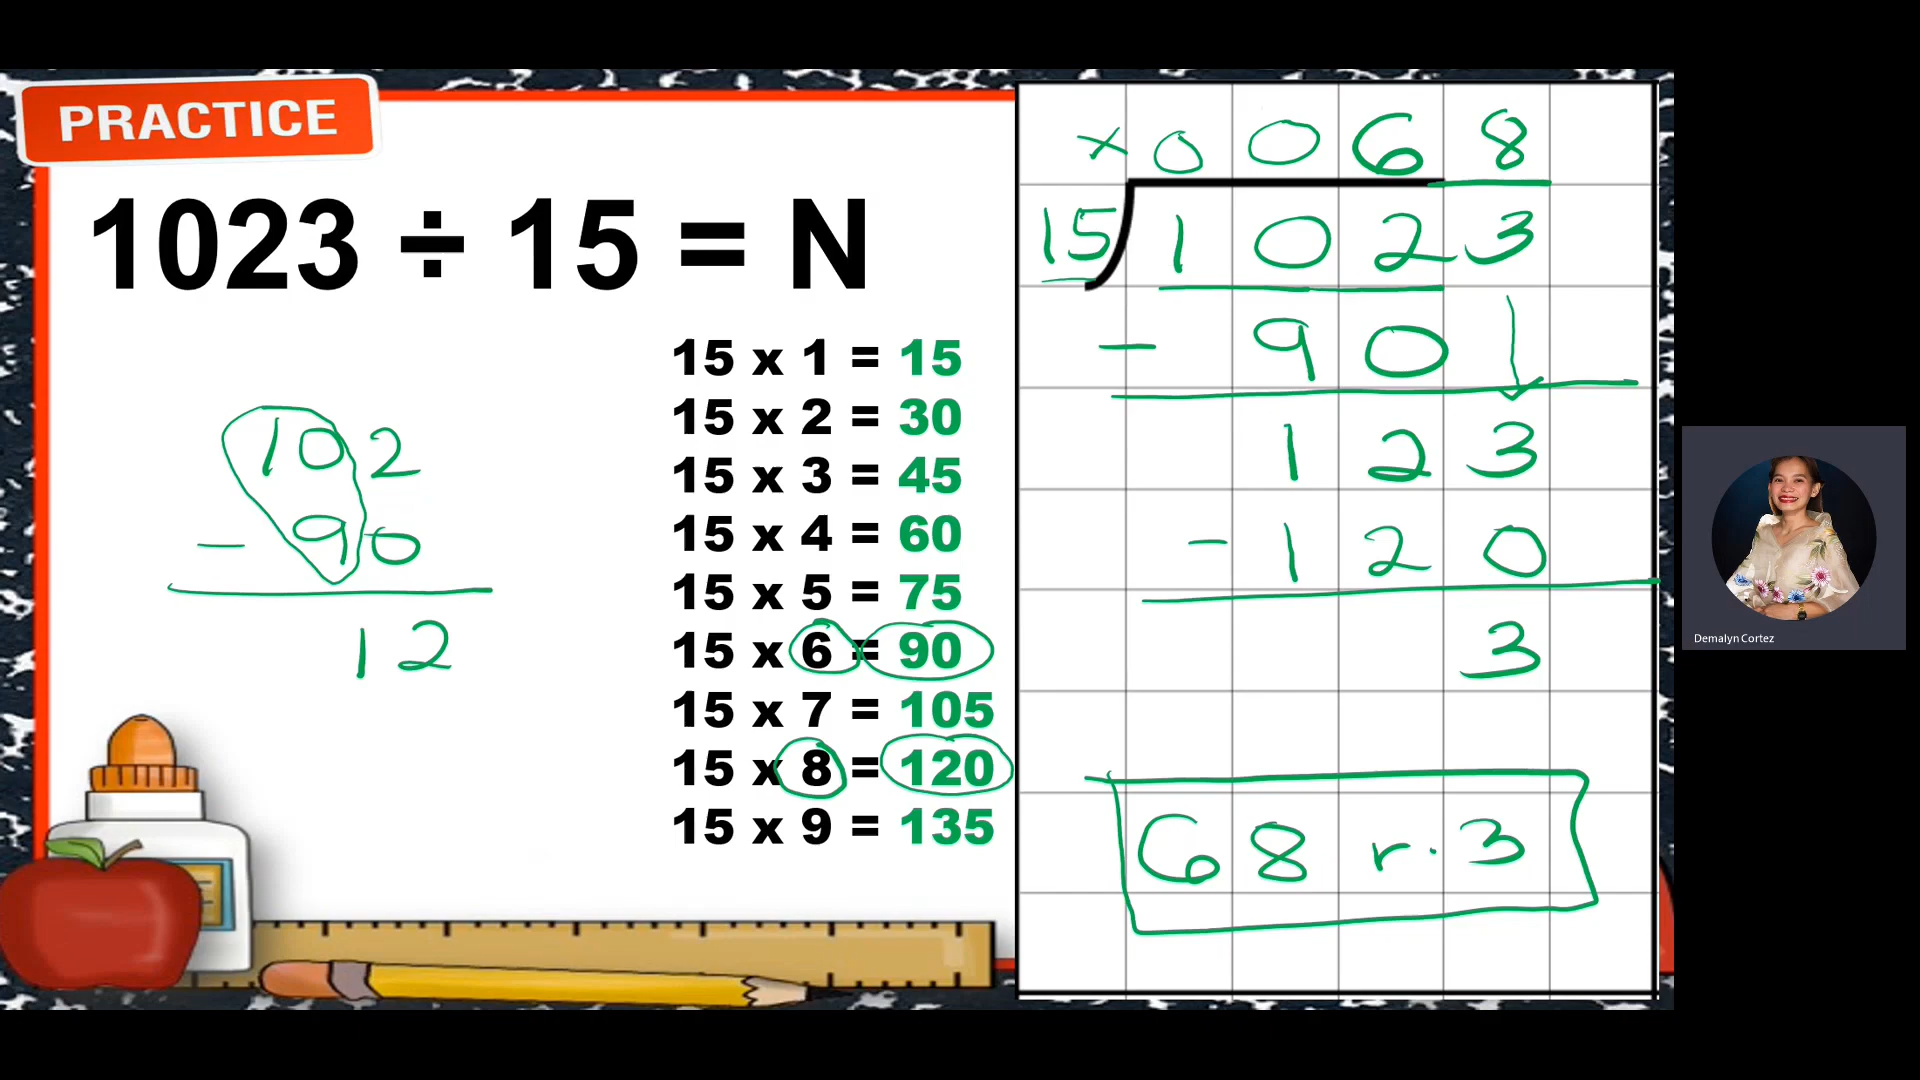 PRACTICE
1023 ÷ 15 = N
15 x 1 = 15
15 x 2 = 30
15 x 3 = 45
15 x 4 = 60
15 x 5 = 75
15 x 6 = 90
15 x 7 = 105
15 x 8 = 120
15 x 9 = 135
102
- 90
12
x 0 0 6 8
15 1 0 2 3
- 9 0 ↓
1 2 3
- 1 2 0
3
68 r. 3
Demalyn Cortez